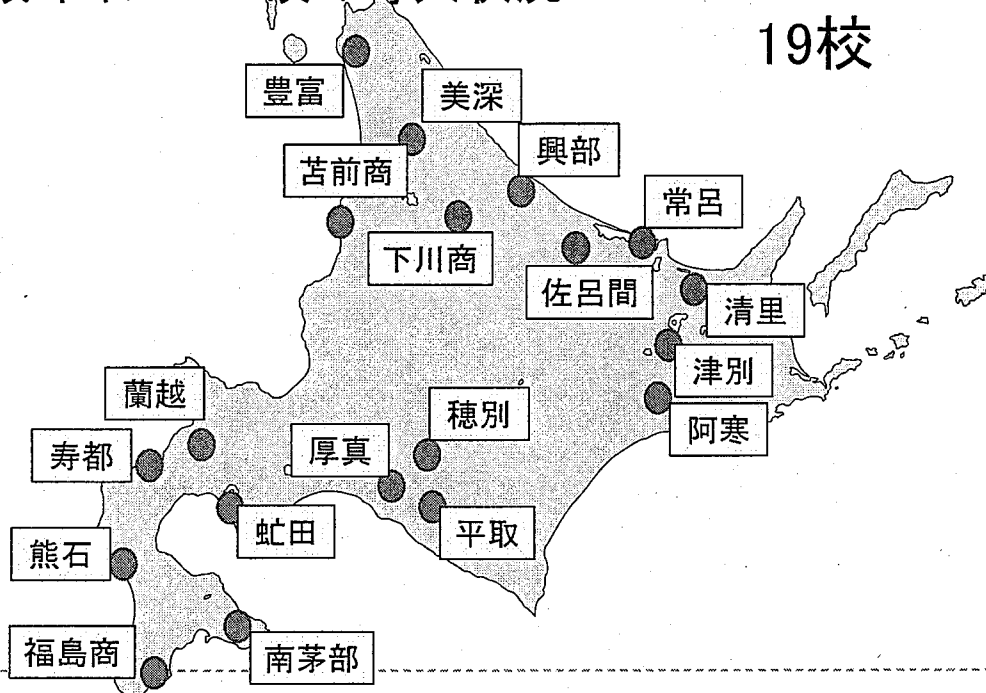 19校
豊富
美深
興部
苫前商
常呂
下川商
佐呂間
清里
津別
蘭越
穂別
阿寒
寿都
厚真
虻田
平取
熊石
福島商
南茅部